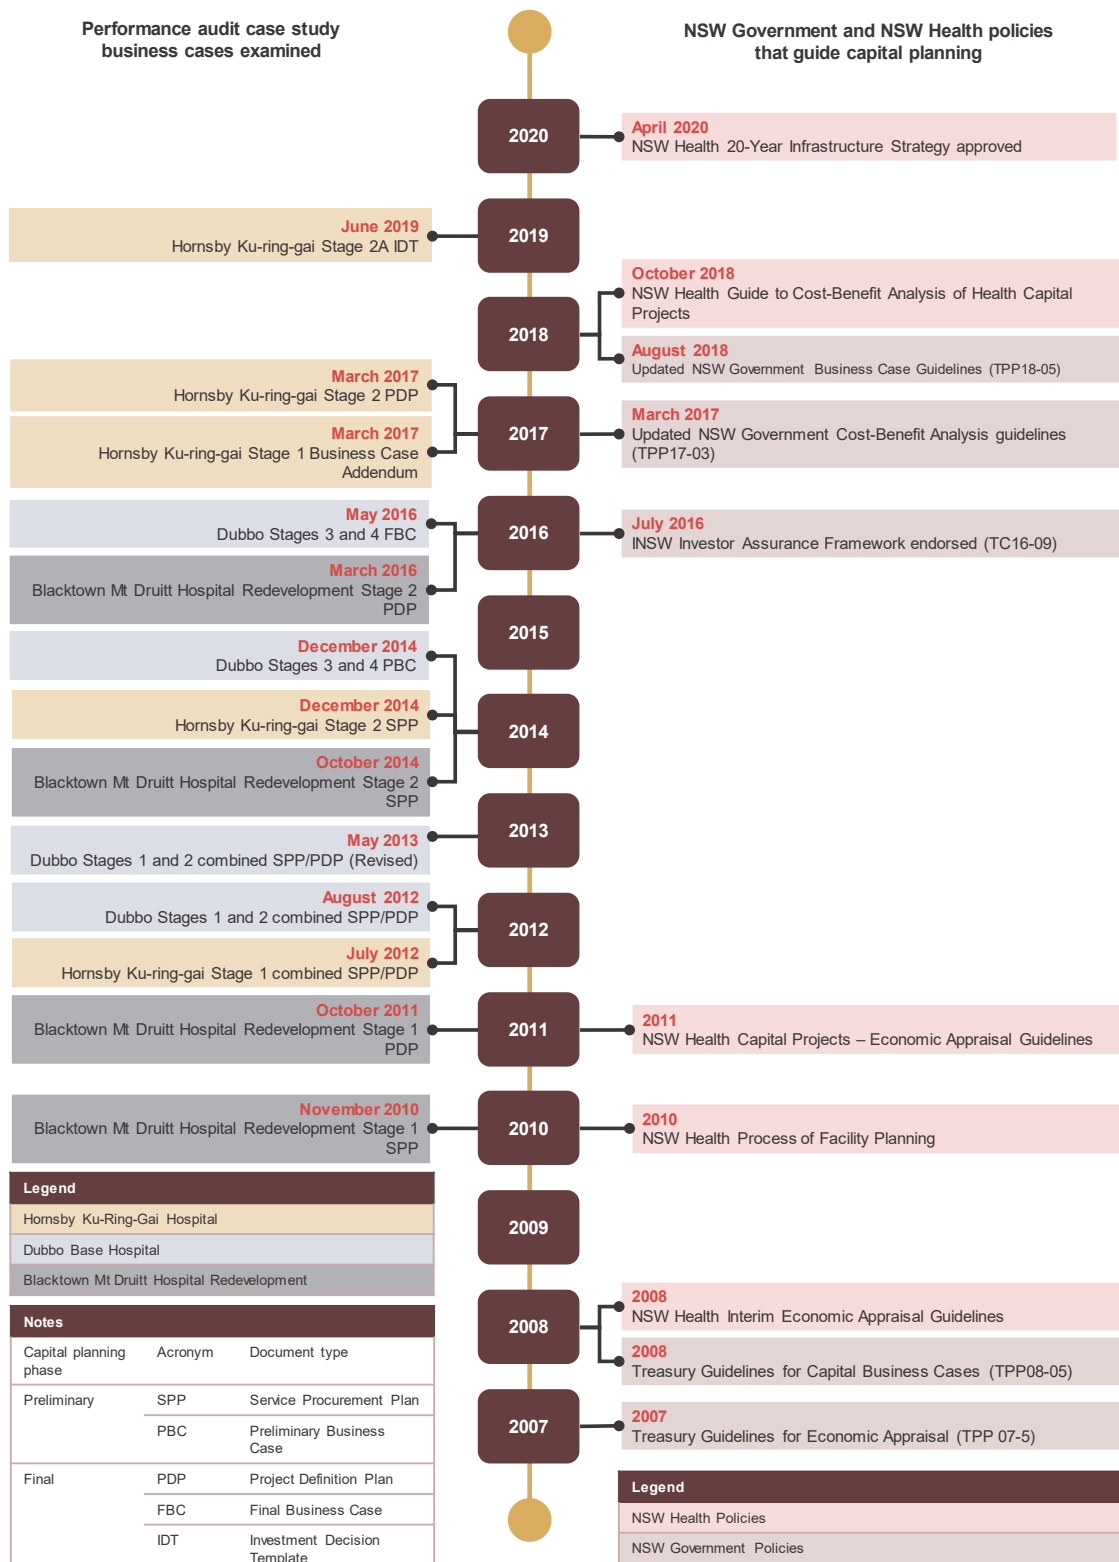 Performance audit case study
business cases examined
NSW Government and NSW Health policies
that guide capital planning
2020
April 2020
NSW Health 20-Year Infrastructure Strategy approved
June 2019
Hornsby Ku-ring-gai Stage 2A IDT
2019
October 2018
NSW Health Guide to Cost-Benefit Analysis of Health Capital
Projects
2018
August 2018
Updated NSW Government Business Case Guidelines (TPP18-05)
March 2017
Hornsby Ku-ring-gai Stage 2 PDP
March 2017
Hornsby Ku-ring-gai Stage 1 Business Case
Addendum
2017
March 2017
Updated NSW Government Cost-Benefit Analysis guidelines
(TPP17-03)
May 2016
Dubbo Stages 3 and 4 FBC
March 2016
Blacktown Mt Druitt Hospital Redevelopment Stage 2
PDP
2016
July 2016
INSW Investor Assurance Framework endorsed (TC16-09)
2015
December 2014
Dubbo Stages 3 and 4 PBC
December 2014
Hornsby Ku-ring-gai Stage 2 SPP
October 2014
Blacktown Mt Druitt Hospital Redevelopment Stage 2
SPP
2014
May 2013
Dubbo Stages 1 and 2 combined SPP/PDP (Revised)
2013
August 2012
Dubbo Stages 1 and 2 combined SPP/PDP
July 2012
Hornsby Ku-ring-gai Stage 1 combined SPP/PDP
2012
October 2011
Blacktown Mt Druitt Hospital Redevelopment Stage 1
PDP
2011
2011
NSW Health Capital Projects – Economic Appraisal Guidelines
November 2010
Blacktown Mt Druitt Hospital Redevelopment Stage 1
SPP
2010
2010
NSW Health Process of Facility Planning
2009
2008
2008
NSW Health Interim Economic Appraisal Guidelines
2008
Treasury Guidelines for Capital Business Cases (TPP08-05)
2007
2007
Treasury Guidelines for Economic Appraisal (TPP 07-5)
Legend
Hornsby Ku-Ring-Gai Hospital
Dubbo Base Hospital
Blacktown Mt Druitt Hospital Redevelopment
Notes
Capital planning
phase
Acronym
Document type
Preliminary
SPP
Service Procurement Plan
PBC
Preliminary Business
Case
Final
PDP
Project Definition Plan
FBC
Final Business Case
IDT
Investment Decision
Template
Legend
NSW Health Policies
NSW Government Policies